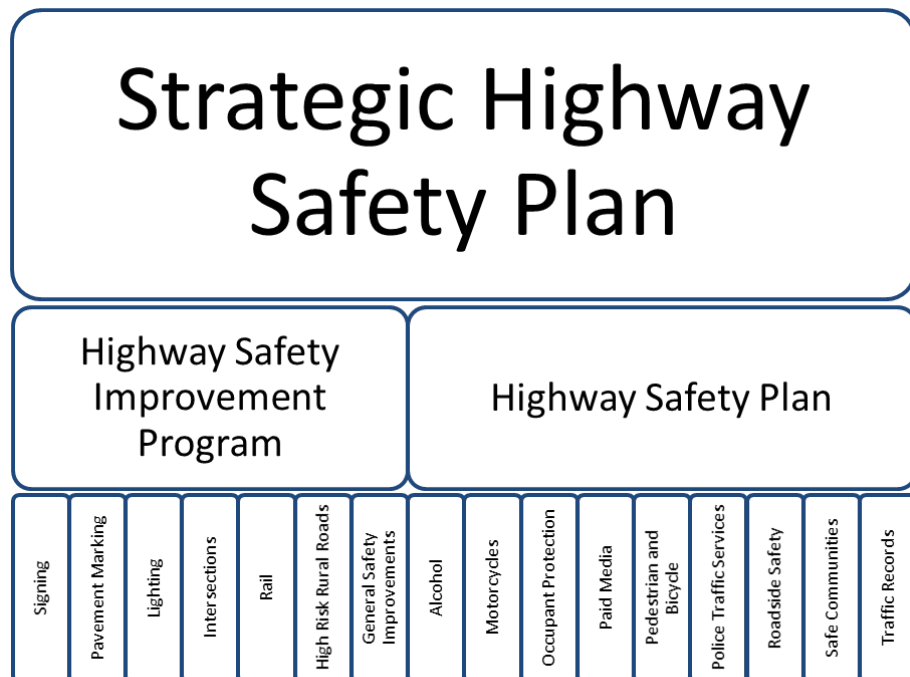 Strategic Highway
Safety Plan
Highway Safety
Improvement
Program
Highway Safety Plan
Signing
Pavement Marking
Lighting
Intersections
Rail
High Risk Rural Roads
General Safety
Improvements
Alcohol
Motorcycles
Occupant Protection
Paid Media
Pedestrian and
Bicycle
Police Traffic Services
Roadside Safety
Safe Communities
Traffic Records